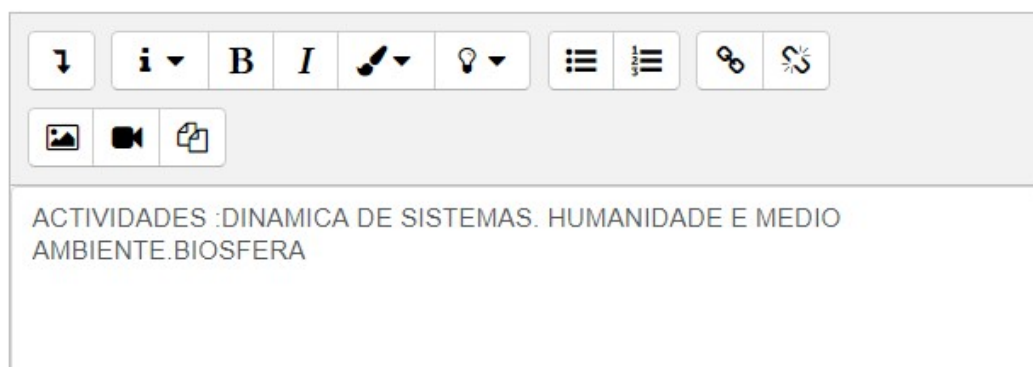 ACTIVIDADES :DINAMICA DE SISTEMAS. HUMANIDADE E MEDIO
AMBIENTE.BIOSFERA